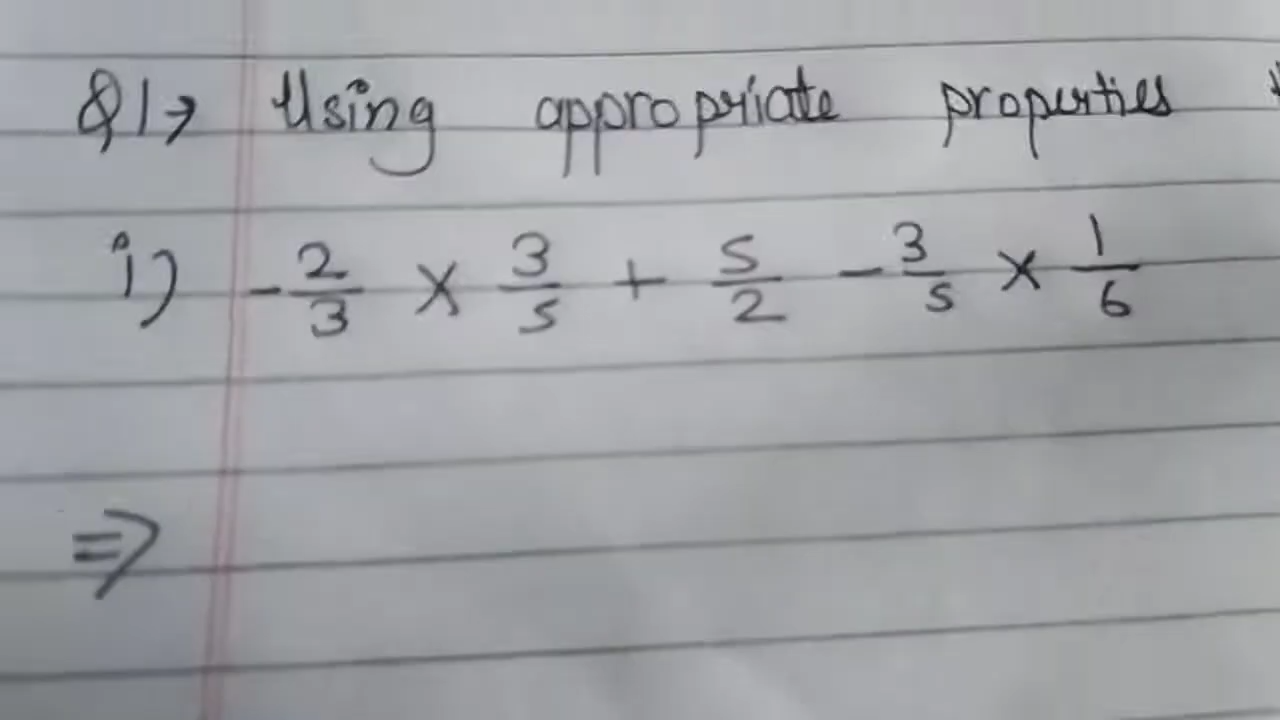 Q1→ Using appropriate properties
i) -2/3 × 3/5 + 5/2 - 3/5 × 1/6
⇒